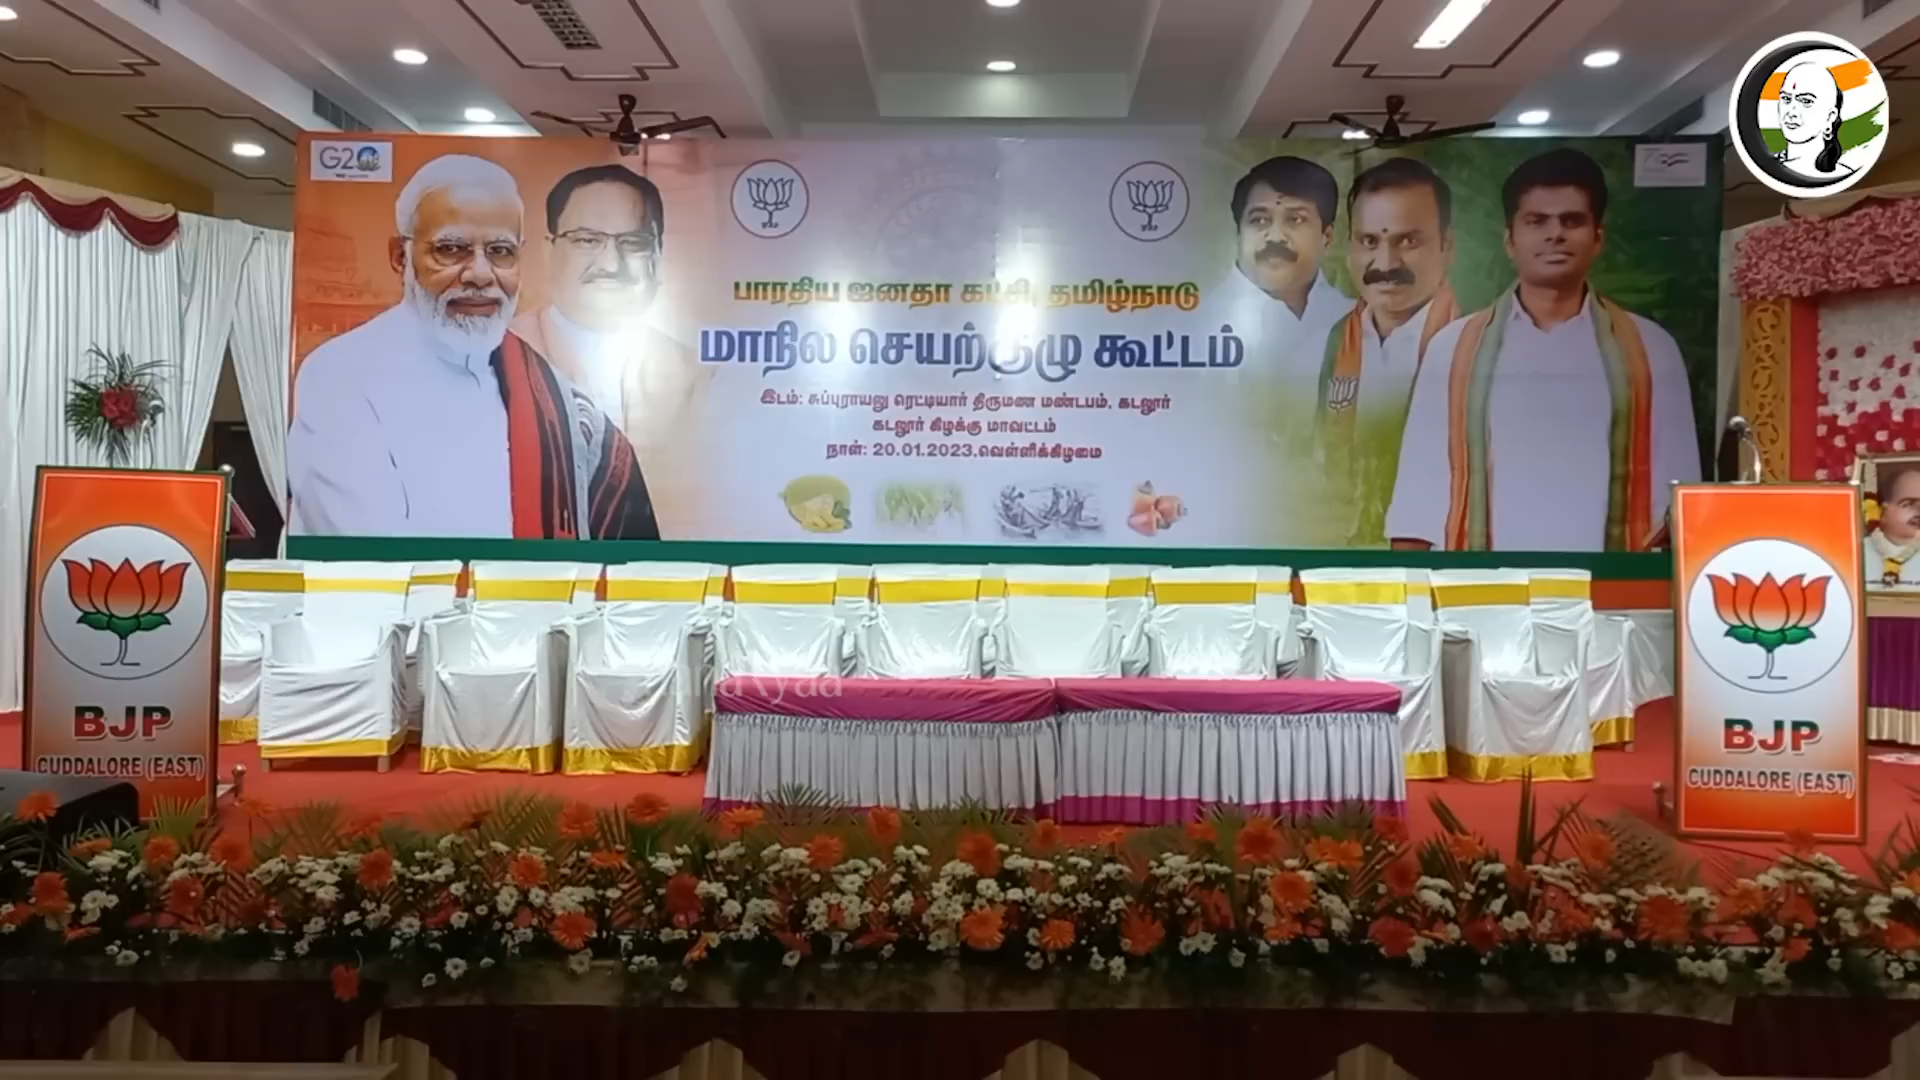 G20
பாரதிய ஜனதா கட்சி, தமிழ்நாடு
மாநில செயற்குழு கூட்டம்
இடம்: சுப்புராயலு ரெட்டியார் திருமண மண்டபம், கடலூர்
கடலூர் கிழக்கு மாவட்டம்
நாள்: 20.01.2023,வெள்ளிக்கிழமை
BJP
CUDDALORE (EAST)
BJP
CUDDALORE (EAST)